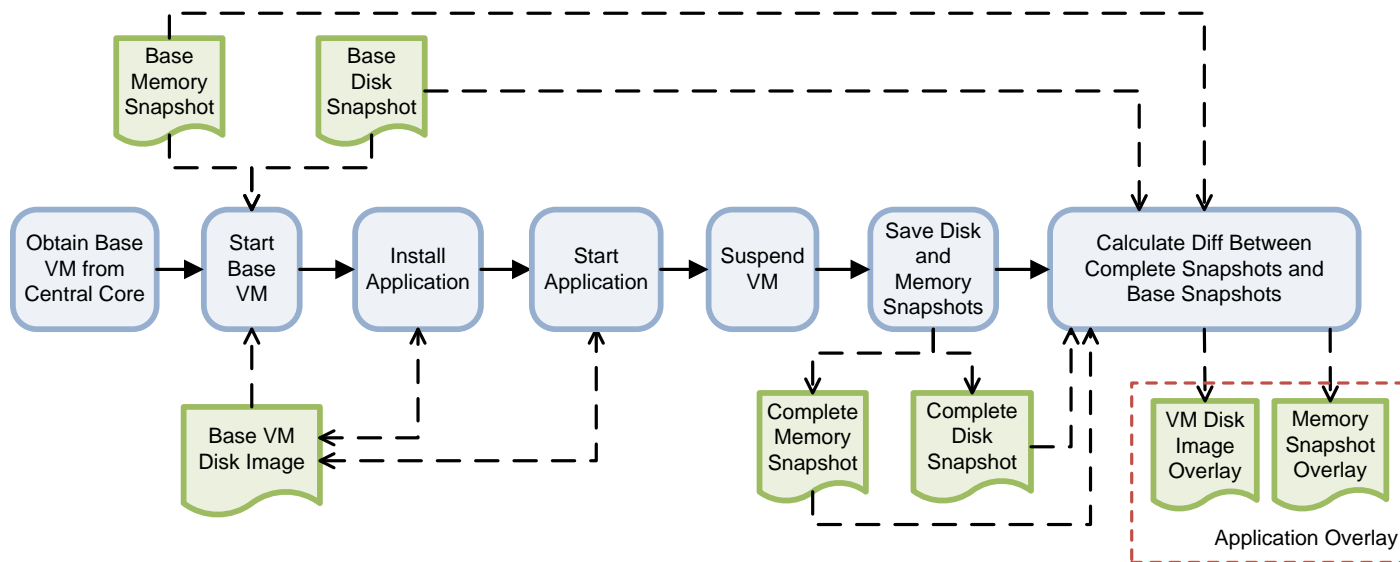 Base
Memory
Snapshot
Base
Disk
Snapshot
Obtain Base
VM from
Central Core
Start
Base
VM
Install
Application
Start
Application
Suspend
VM
Save Disk
and
Memory
Snapshots
Calculate Diff Between
Complete Snapshots and
Base Snapshots
Base VM
Disk Image
Complete
Memory
Snapshot
Complete
Disk
Snapshot
VM Disk
Image
Overlay
Memory
Snapshot
Overlay
Application Overlay